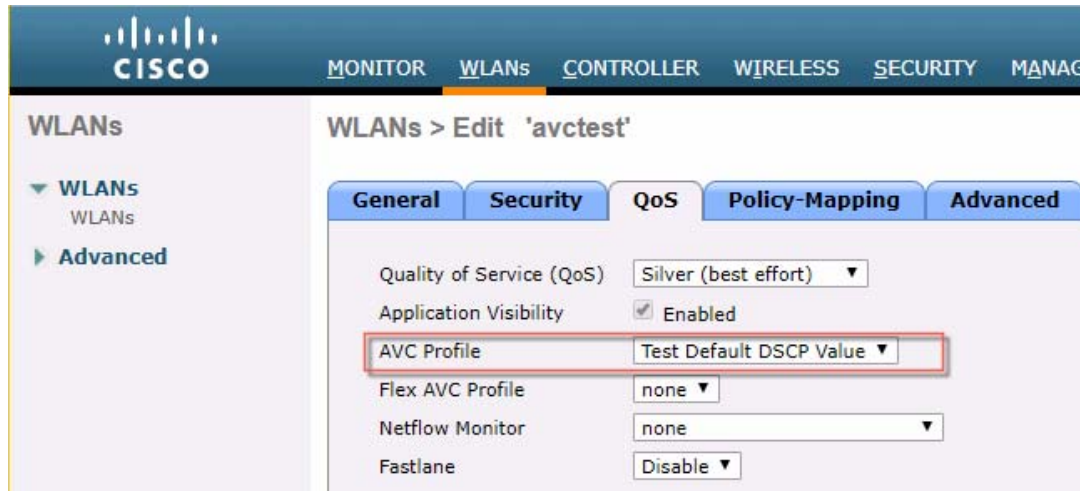 CISCO
MONITOR WLANs CONTROLLER WIRELESS SECURITY MANAG
WLANs
WLANs
WLANs
Advanced
WLANs > Edit 'avctest'
General Security QoS Policy-Mapping Advanced
Quality of Service (QoS) Silver (best effort)
Application Visibility Enabled
AVC Profile Test Default DSCP Value
Flex AVC Profile none
Netflow Monitor none
Fastlane Disable